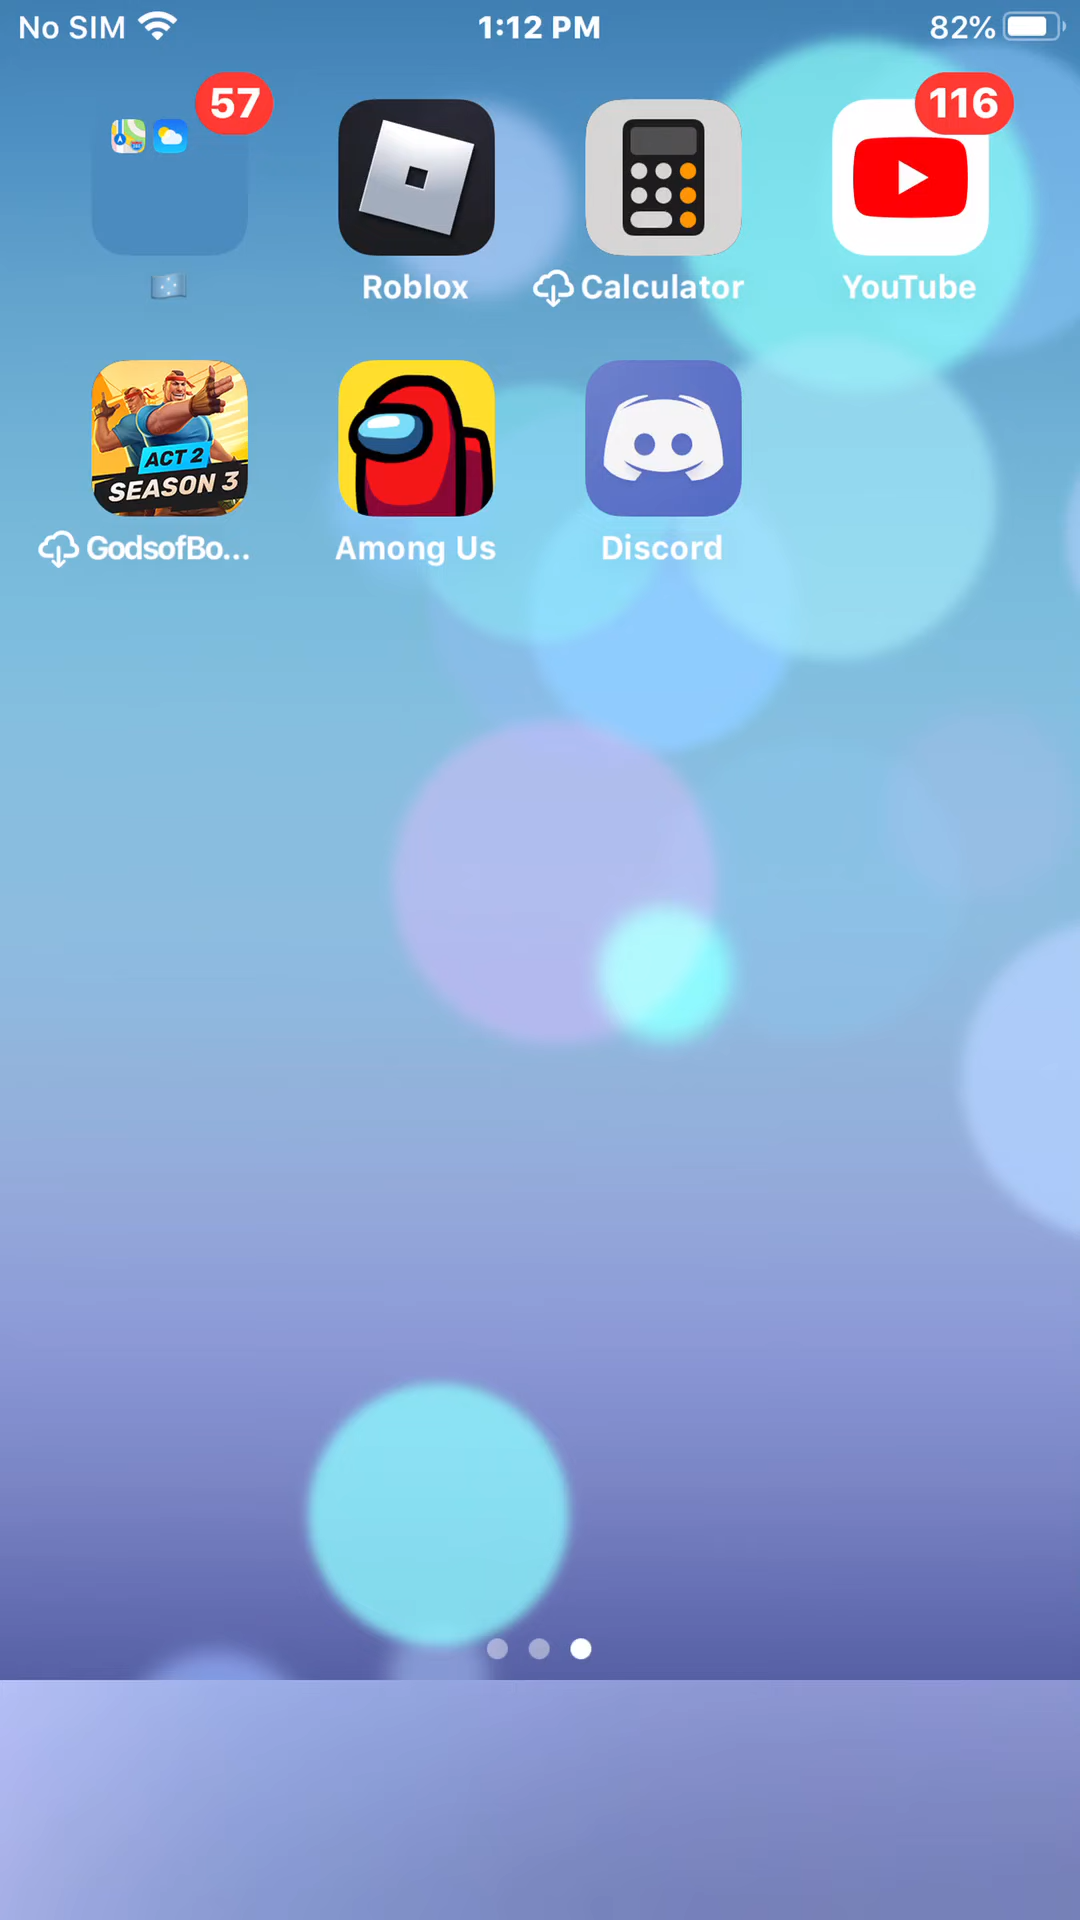 No SIM 1:12 PM 82%
57
116
Roblox
Calculator
YouTube
ACT 2
SEASON 3
GodsofBo...
Among Us
Discord